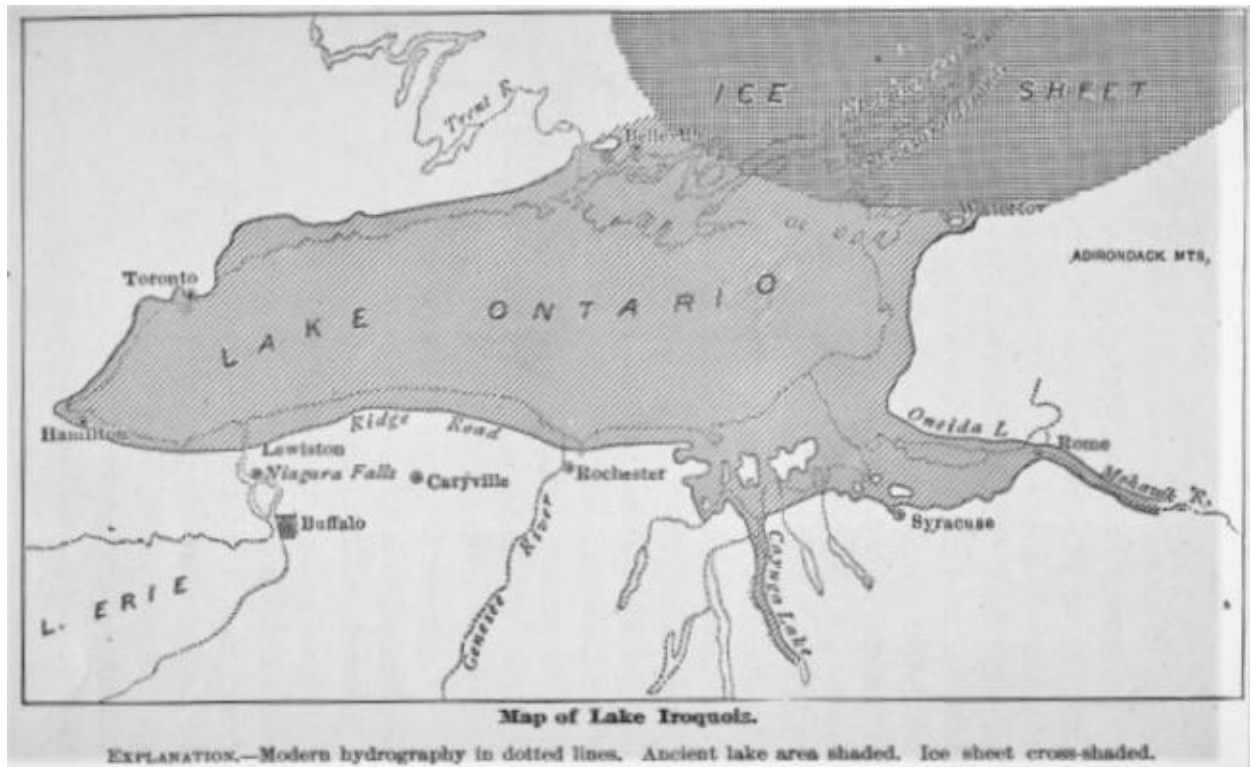 ICE SHEET
Trent R.
Belleville
Watertow
ADIRONDACK MTS,
Toronto
LAKE ONTARIO
Hamilton
Ridge Road
Oneida L
Rome
Lewiston
Niagara Falls
Caryville
Rochester
Mohawk R.
Buffalo
Syracuse
Genesee River
Cayuga Lake
L. ERIE
Map of Lake Iroquois.
EXPLANATION.—Modern hydrography in dotted lines. Ancient lake area shaded. Ice sheet cross-shaded.